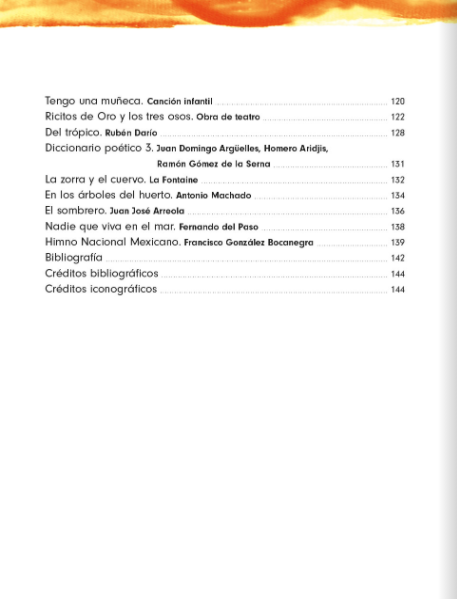 Tengo una muñeca. Canción infantil 120
Ricitos de Oro y los tres osos. Obra de teatro 122
Del trópico. Rubén Darío 128
Diccionario poético 3. Juan Domingo Argüelles, Homero Aridjis,
Ramón Gómez de la Serna 131
La zorra y el cuervo. La Fontaine 132
En los árboles del huerto. Antonio Machado 134
El sombrero. Juan José Arreola 136
Nadie que viva en el mar. Fernando del Paso 138
Himno Nacional Mexicano. Francisco González Bocanegra 139
Bibliografía 142
Créditos bibliográficos 144
Créditos iconográficos 144